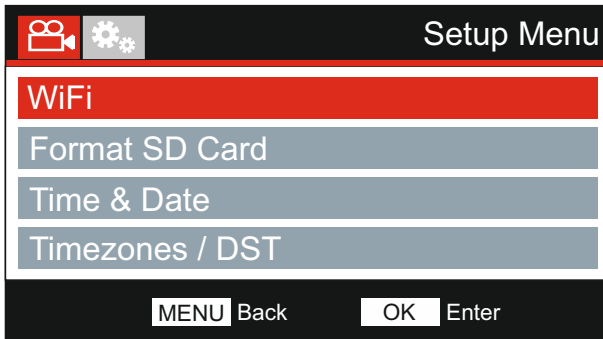 Setup Menu
WiFi
Format SD Card
Time & Date
Timezones / DST
MENU Back OK Enter